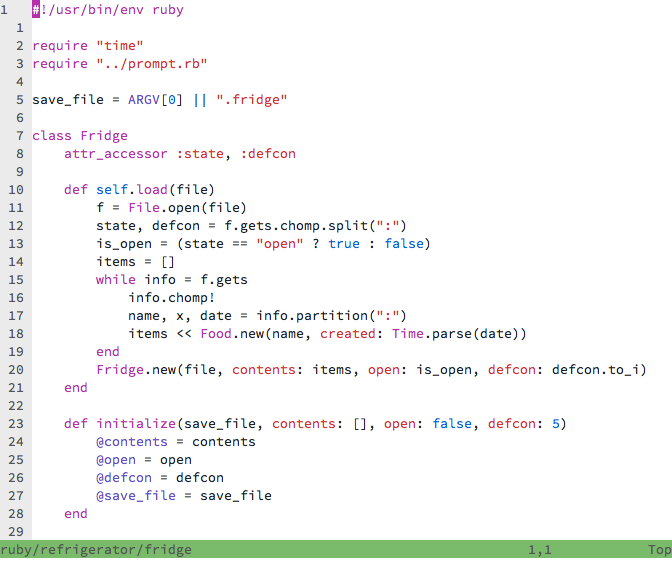 1 #!/usr/bin/env ruby
1
2 require "time"
3 require "../prompt.rb"
4
5 save_file = ARGV[0] || ".fridge"
6
7 class Fridge
8     attr_accessor :state, :defcon
9
10     def self.load(file)
11         f = File.open(file)
12         state, defcon = f.gets.chomp.split(":")
13         is_open = (state == "open" ? true : false)
14         items = []
15         while info = f.gets
16             info.chomp!
17             name, x, date = info.partition(":")
18             items << Food.new(name, created: Time.parse(date))
19         end
20         Fridge.new(file, contents: items, open: is_open, defcon: defcon.to_i)
21     end
22
23     def initialize(save_file, contents: [], open: false, defcon: 5)
24         @contents = contents
25         @open = open
26         @defcon = defcon
27         @save_file = save_file
28     end
29
ruby/refrigerator/fridge 1,1 Top